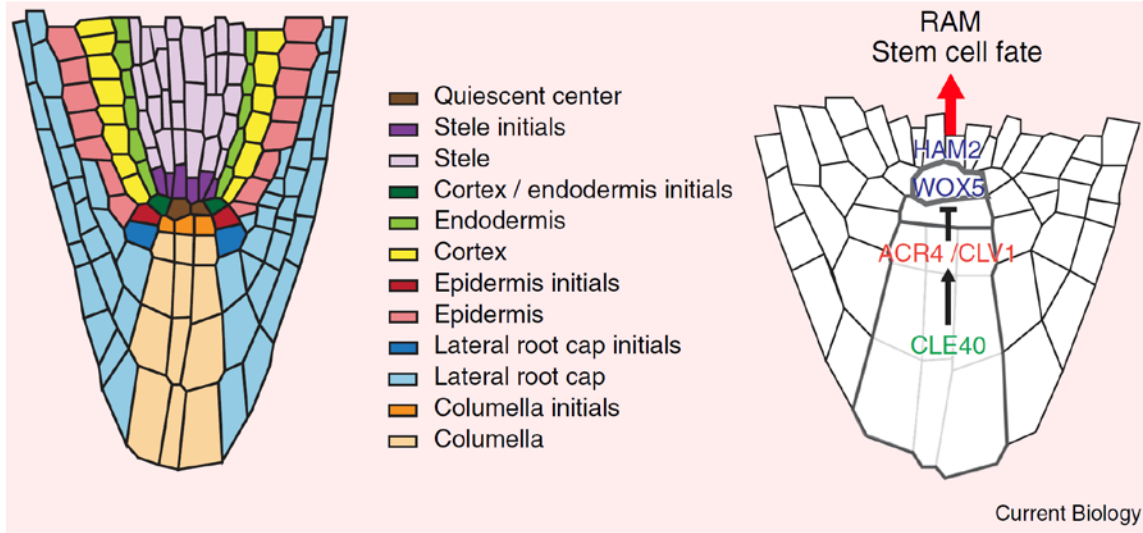 Quiescent center
Stele initials
Stele
Cortex / endodermis initials
Endodermis
Cortex
Epidermis initials
Epidermis
Lateral root cap initials
Lateral root cap
Columella initials
Columella
RAM
Stem cell fate
HAM2
WOX5
ACR4 /CLV1
CLE40
Current Biology